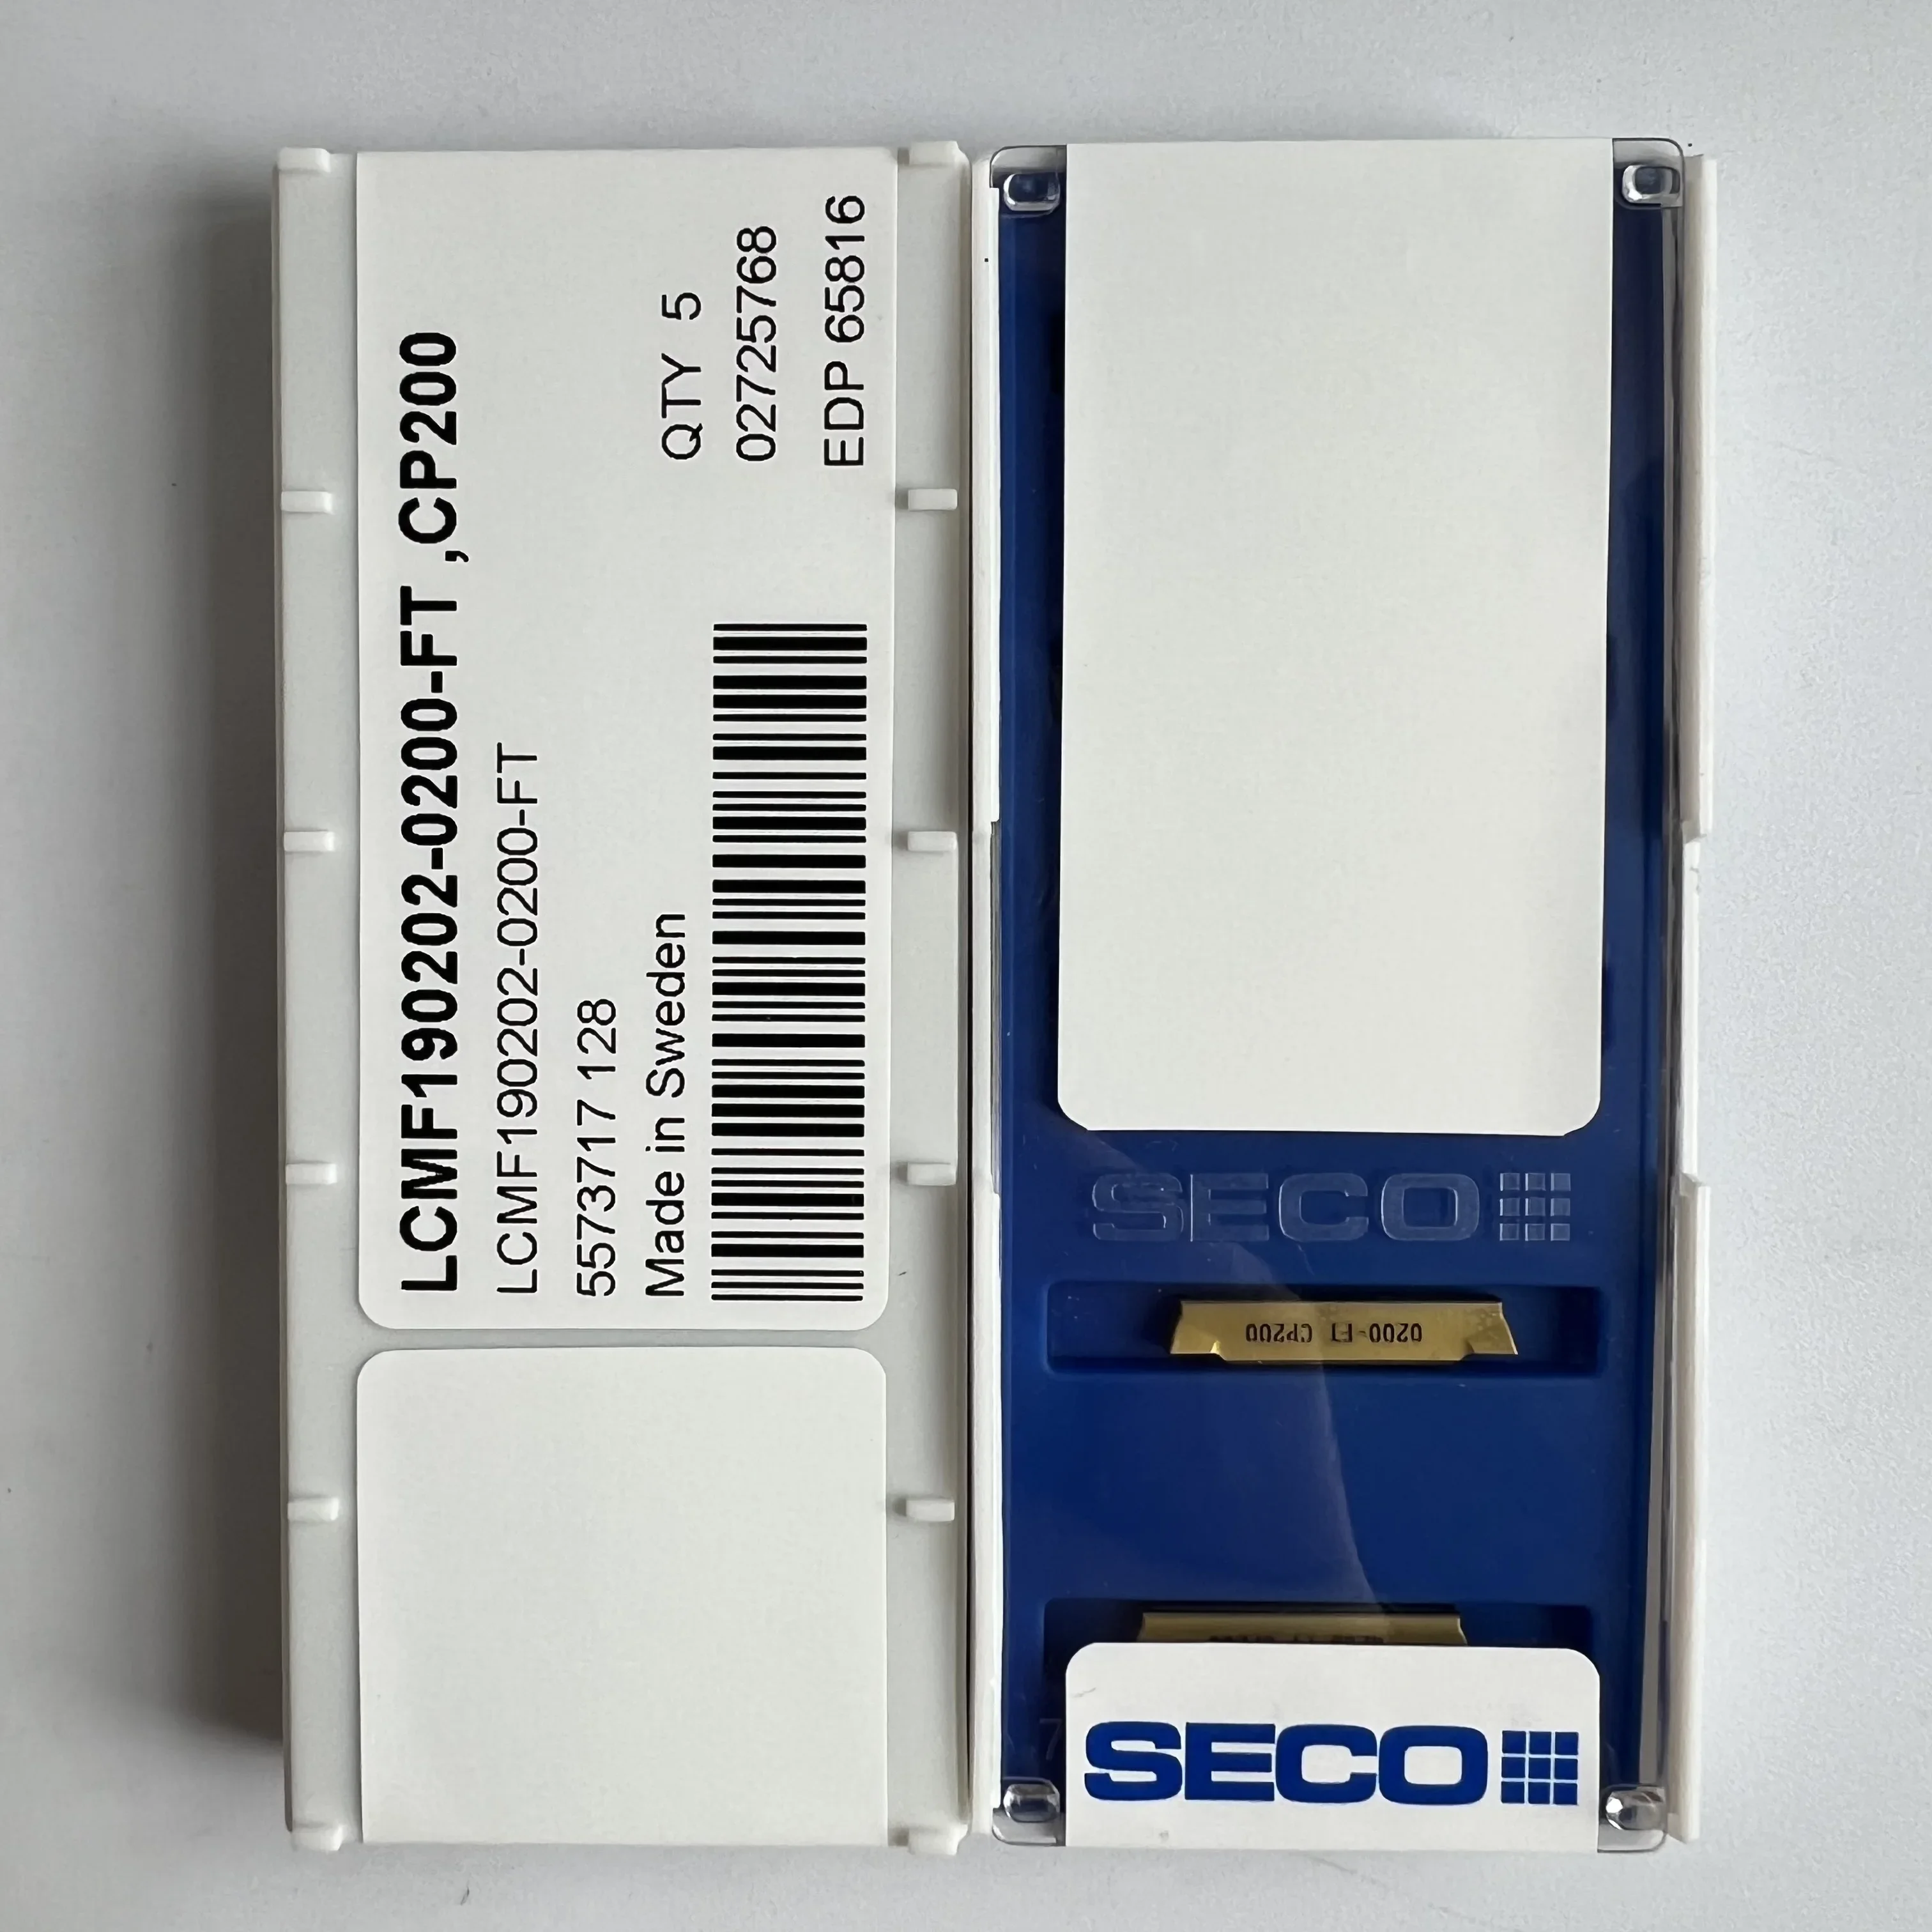 LCMF190202-0200-FT ,CP200
LCMF190202-0200-FT
5573717 128
Made in Sweden
QTY 5
02725768
EDP 65816
SECO
0200-FT CP200
SECO